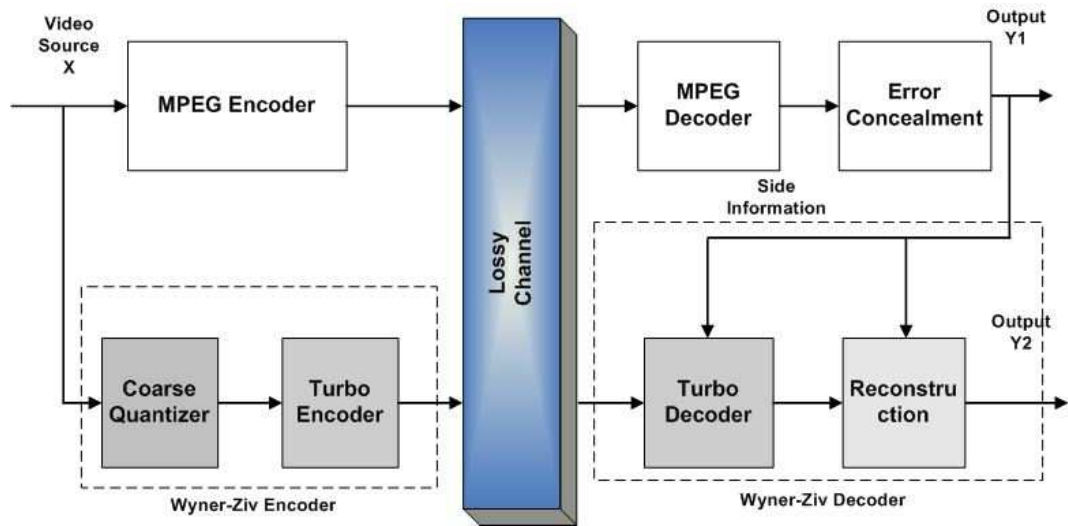 Video
Source
X
MPEG Encoder
Lossy
Channel
MPEG
Decoder
Error
Concealment
Output
Y1
Side
Information
Coarse
Quantizer
Turbo
Encoder
Wyner-Ziv Encoder
Turbo
Decoder
Reconstru
ction
Output
Y2
Wyner-Ziv Decoder